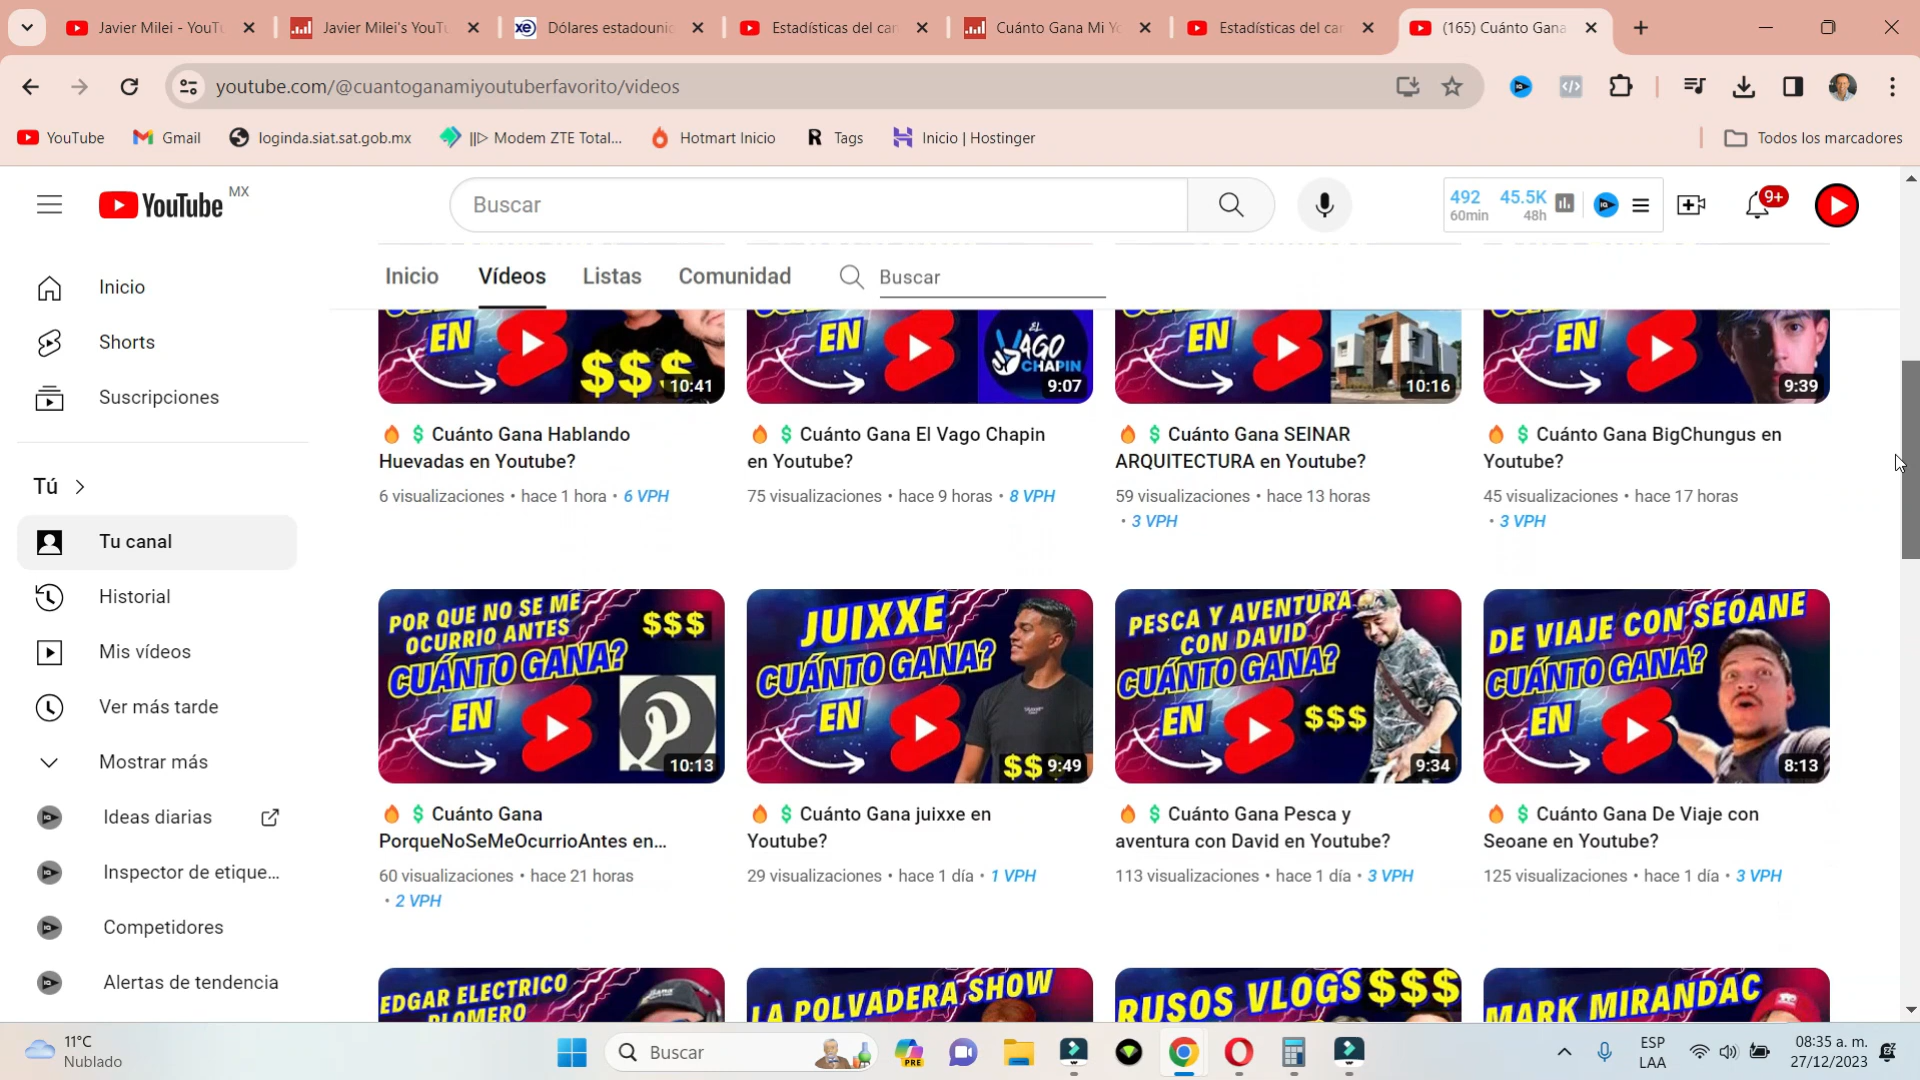 Javier Milei - YouTu
Javier Milei's YouTu
xe
Dólares estadounid
Estadísticas del can
Cuánto Gana Mi Yo
Estadísticas del can
(165) Cuánto Gana
youtube.com/@cuantoganamiyoutuberfavorito/videos
YouTube
Gmail
loginda.siat.sat.gob.mx
||▷ Modem ZTE Total...
Hotmart Inicio
R Tags
Inicio | Hostinger
Todos los marcadores
YouTube MX
Buscar
492 45.5K
60min 48h
9+
Inicio
Shorts
Suscripciones
Tú
Tu canal
Historial
Mis vídeos
Ver más tarde
Mostrar más
Ideas diarias
Inspector de etique...
Competidores
Alertas de tendencia
Inicio
Vídeos
Listas
Comunidad
Buscar
EN
$$$
10:41
EN
EL VAGO CHAPIN
9:07
EN
10:16
EN
9:39
🔥 $ Cuánto Gana Hablando
Huevadas en Youtube?
6 visualizaciones • hace 1 hora • 6 VPH
🔥 $ Cuánto Gana El Vago Chapin
en Youtube?
75 visualizaciones • hace 9 horas • 8 VPH
🔥 $ Cuánto Gana SEINAR
ARQUITECTURA en Youtube?
59 visualizaciones • hace 13 horas
• 3 VPH
🔥 $ Cuánto Gana BigChungus en
Youtube?
45 visualizaciones • hace 17 horas
• 3 VPH
POR QUE NO SE ME
OCURRIO ANTES
$$$
CUÁNTO GANA?
EN
10:13
JUIXXE
CUÁNTO GANA?
EN
$$
9:49
PESCA Y AVENTURA
CON DAVID
CUÁNTO GANA?
EN
$$$
9:34
DE VIAJE CON SEOANE
CUÁNTO GANA?
EN
8:13
🔥 $ Cuánto Gana
PorqueNoSeMeOcurrioAntes en...
60 visualizaciones • hace 21 horas
• 2 VPH
🔥 $ Cuánto Gana juixxe en
Youtube?
29 visualizaciones • hace 1 día • 1 VPH
🔥 $ Cuánto Gana Pesca y
aventura con David en Youtube?
113 visualizaciones • hace 1 día • 3 VPH
🔥 $ Cuánto Gana De Viaje con
Seoane en Youtube?
125 visualizaciones • hace 1 día • 3 VPH
EDGAR ELECTRICO
PLOMERO
LA POLVADERA SHOW
RUSOS VLOGS $$$
MARK MIRANDAC
11°C
Nublado
Buscar
PRE
ESP
LAA
08:35 a. m.
27/12/2023